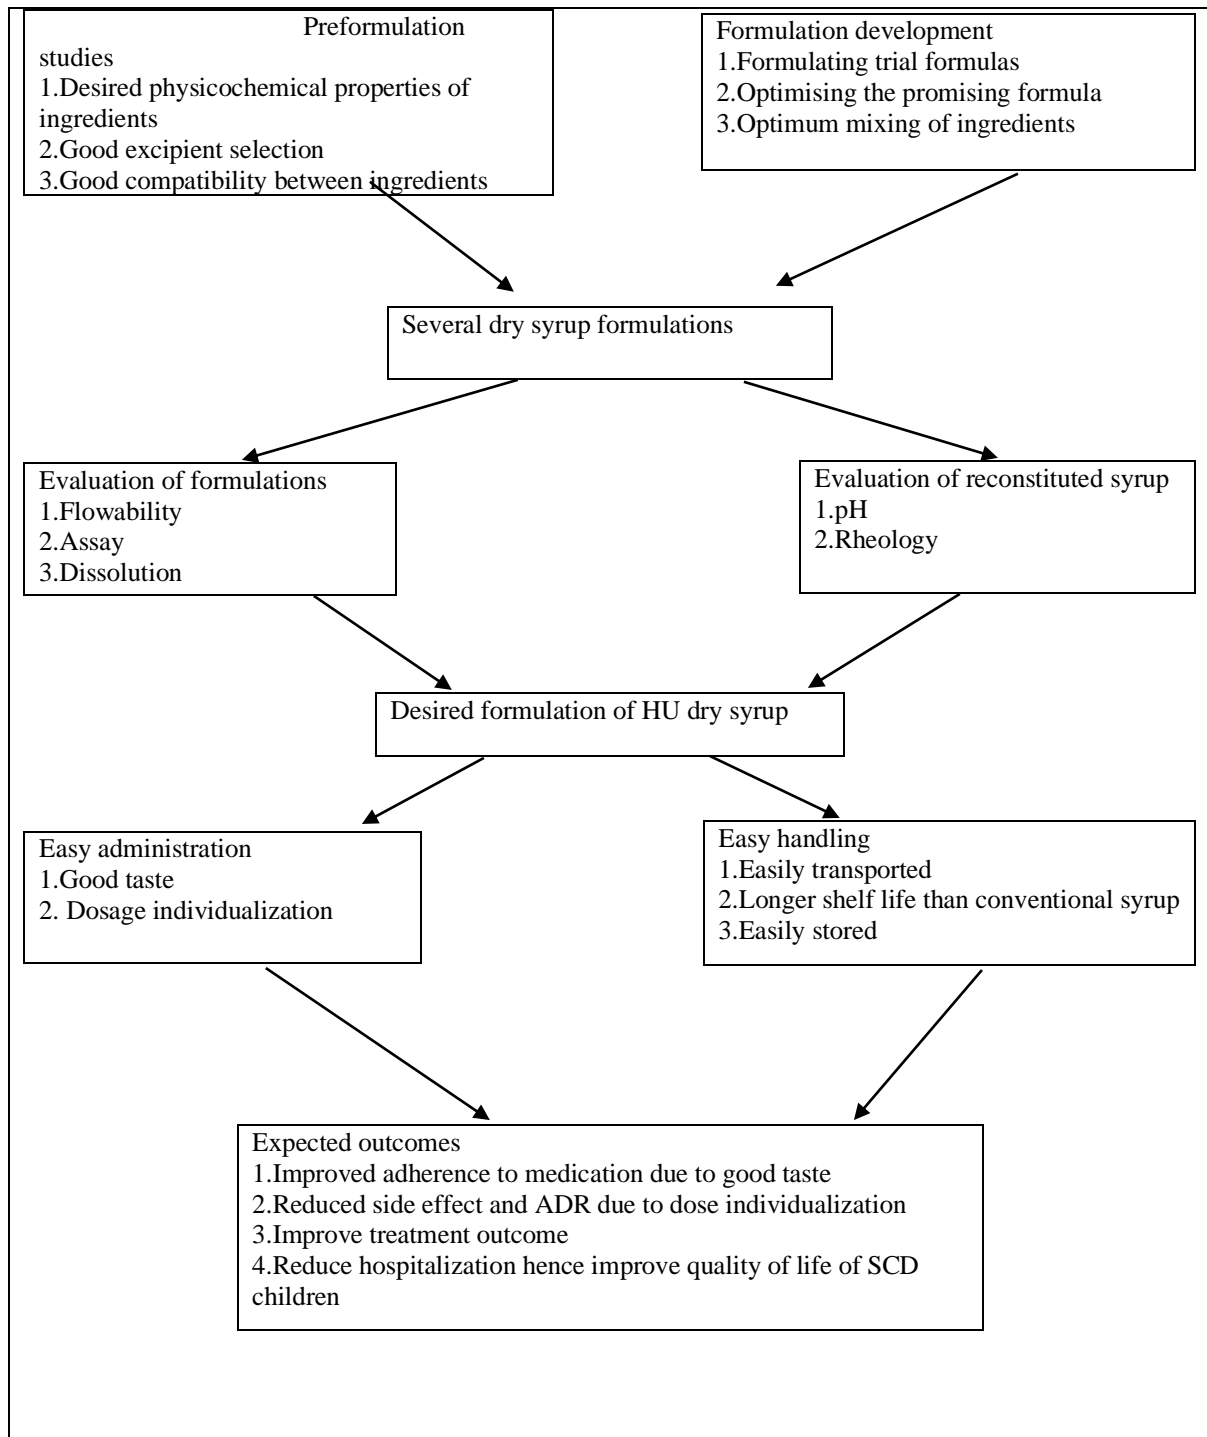 Preformulation
studies
1.Desired physicochemical properties of
ingredients
2.Good excipient selection
3.Good compatibility between ingredients
Formulation development
1.Formulating trial formulas
2.Optimising the promising formula
3.Optimum mixing of ingredients
Several dry syrup formulations
Evaluation of formulations
1.Flowability
2.Assay
3.Dissolution
Evaluation of reconstituted syrup
1.pH
2.Rheology
Desired formulation of HU dry syrup
Easy administration
1.Good taste
2. Dosage individualization
Easy handling
1.Easily transported
2.Longer shelf life than conventional syrup
3.Easily stored
Expected outcomes
1.Improved adherence to medication due to good taste
2.Reduced side effect and ADR due to dose individualization
3.Improve treatment outcome
4.Reduce hospitalization hence improve quality of life of SCD
children